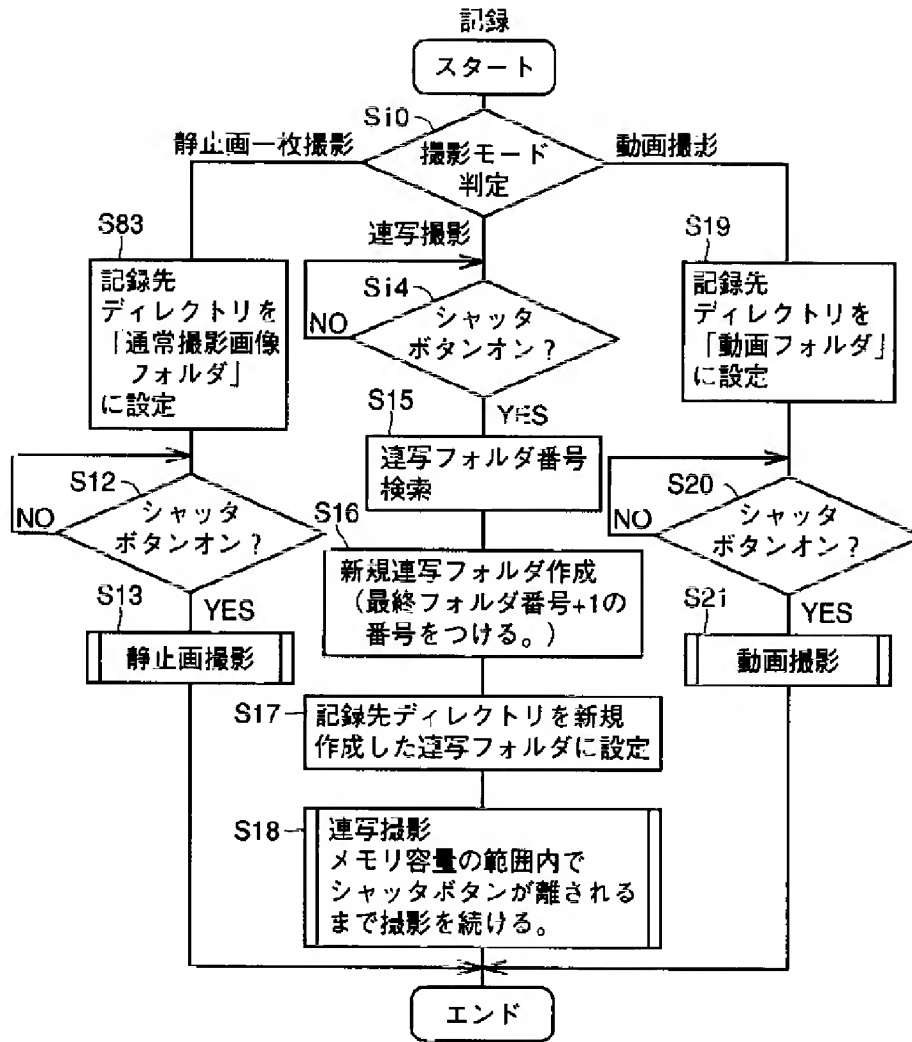 記録
スタート
Si0
静止画一枚撮影
撮影モード
判定
動画撮影
S83
記録先
ディレクトリを
「通常撮影画像
フォルダ」
に設定
連写撮影
Si4
シャッタ
ボタンオン？
NO
YES
S19
記録先
ディレクトリを
「動画フォルダ」
に設定
S12
シャッタ
ボタンオン？
NO
YES
S15
連写フォルダ番号
検索
S20
シャッタ
ボタンオン？
NO
YES
S16
新規連写フォルダ作成
（最終フォルダ番号+1の
番号をつける。）
S13
静止画撮影
S21
動画撮影
S17
記録先ディレクトリを新規
作成した連写フォルダに設定
S18
連写撮影
メモリ容量の範囲内で
シャッタボタンが離される
まで撮影を続ける。
エンド